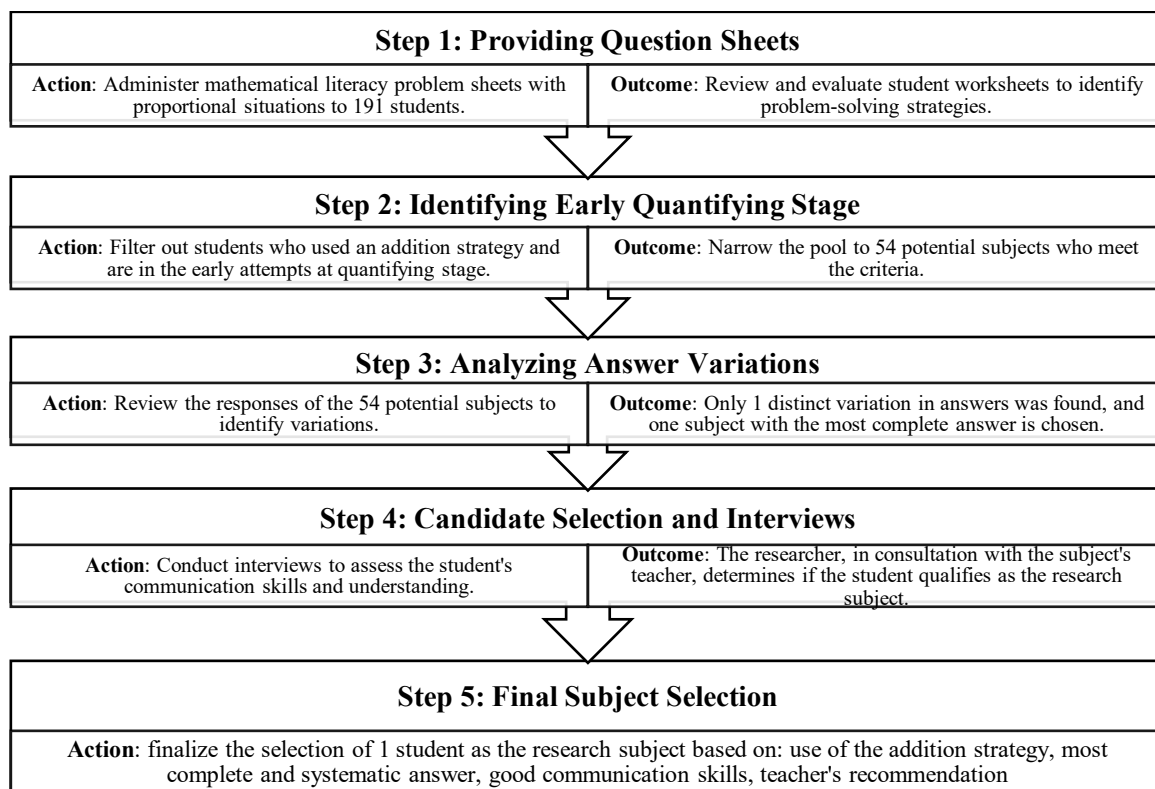 Step 1: Providing Question Sheets
Action: Administer mathematical literacy problem sheets with
proportional situations to 191 students.
Outcome: Review and evaluate student worksheets to identify
problem-solving strategies.
Step 2: Identifying Early Quantifying Stage
Action: Filter out students who used an addition strategy and
are in the early attempts at quantifying stage.
Outcome: Narrow the pool to 54 potential subjects who meet
the criteria.
Step 3: Analyzing Answer Variations
Action: Review the responses of the 54 potential subjects to
identify variations.
Outcome: Only 1 distinct variation in answers was found, and
one subject with the most complete answer is chosen.
Step 4: Candidate Selection and Interviews
Action: Conduct interviews to assess the student's
communication skills and understanding.
Outcome: The researcher, in consultation with the subject's
teacher, determines if the student qualifies as the research
subject.
Step 5: Final Subject Selection
Action: finalize the selection of 1 student as the research subject based on: use of the addition strategy, most
complete and systematic answer, good communication skills, teacher's recommendation